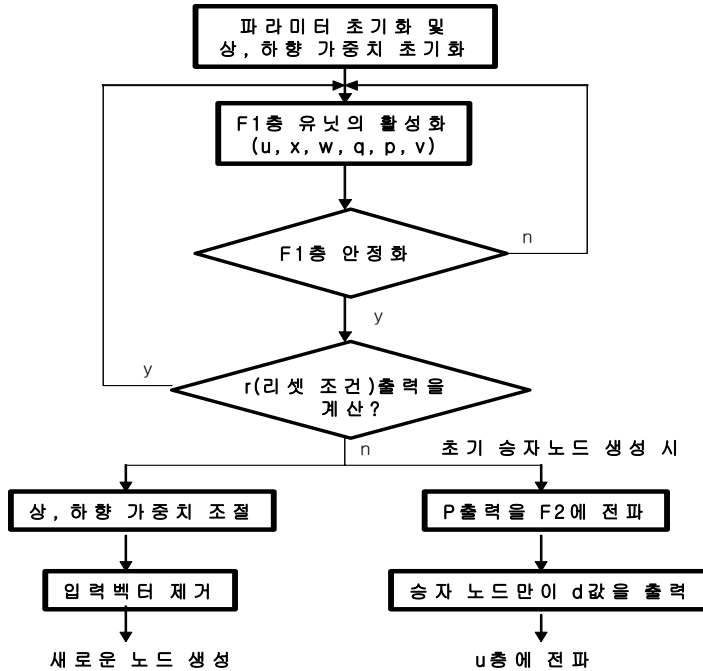 파라미터 초기화 및
상, 하향 가중치 초기화
F1층 유닛의 활성화
(u, x, w, q, p, v)
F1층 안정화
n
y
y
r(리셋 조건)출력을
계산?
n
초기 승자노드 생성 시
상, 하향 가중치 조절
P출력을 F2에 전파
입력벡터 제거
승자 노드만이 d값을 출력
새로운 노드 생성
u층에 전파